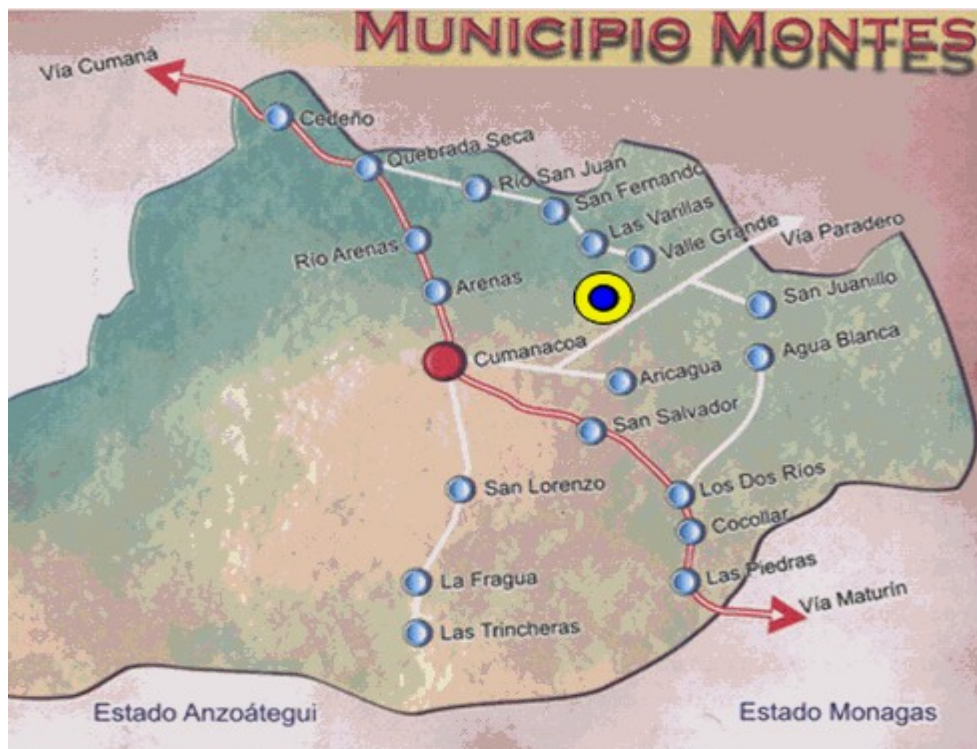 MUNICIPIO MONTES
Vía Cumaná
Cedeño
Quebrada Seca
Río San Juan
San Fernando
Las Varillas
Valle Grande
Vía Paradero
Río Arenas
Arenas
San Juanillo
Cumanacoa
Agua Blanca
Aricagua
San Salvador
San Lorenzo
Los Dos Ríos
Cocollar
La Fragua
Las Piedras
Vía Maturín
Las Trincheras
Estado Anzoátegui
Estado Monagas